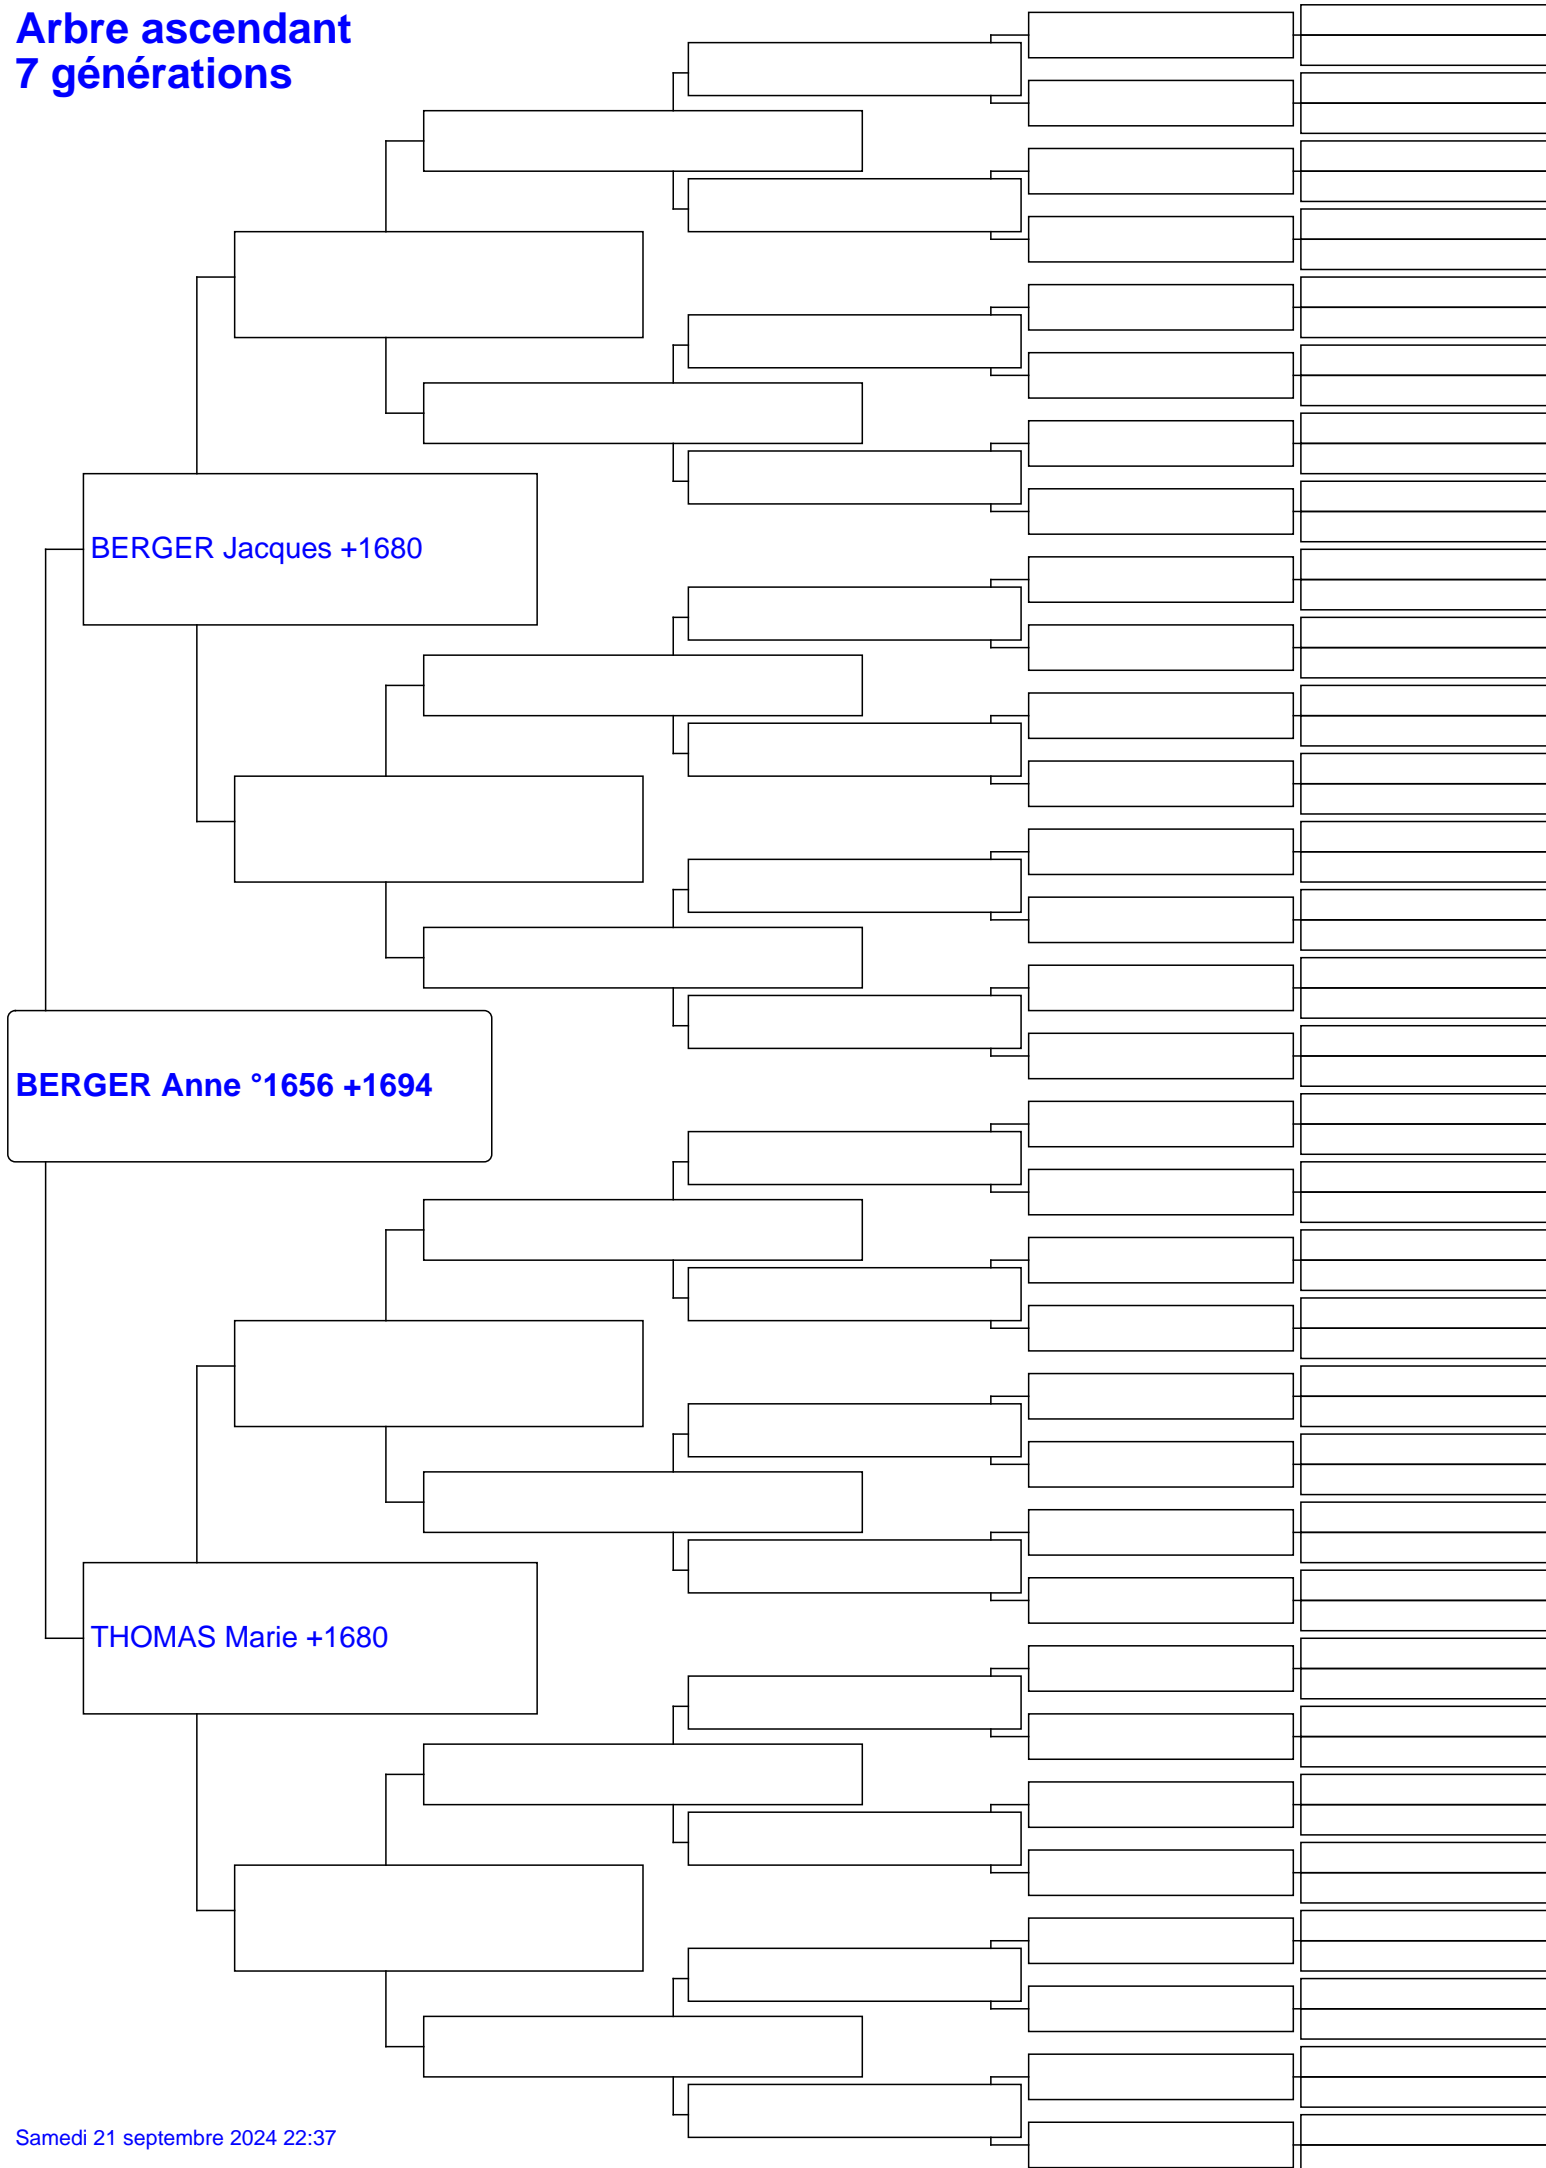 Arbre ascendant
7 générations
BERGER Jacques +1680
BERGER Anne °1656 +1694
THOMAS Marie +1680
Samedi 21 septembre 2024 22:37